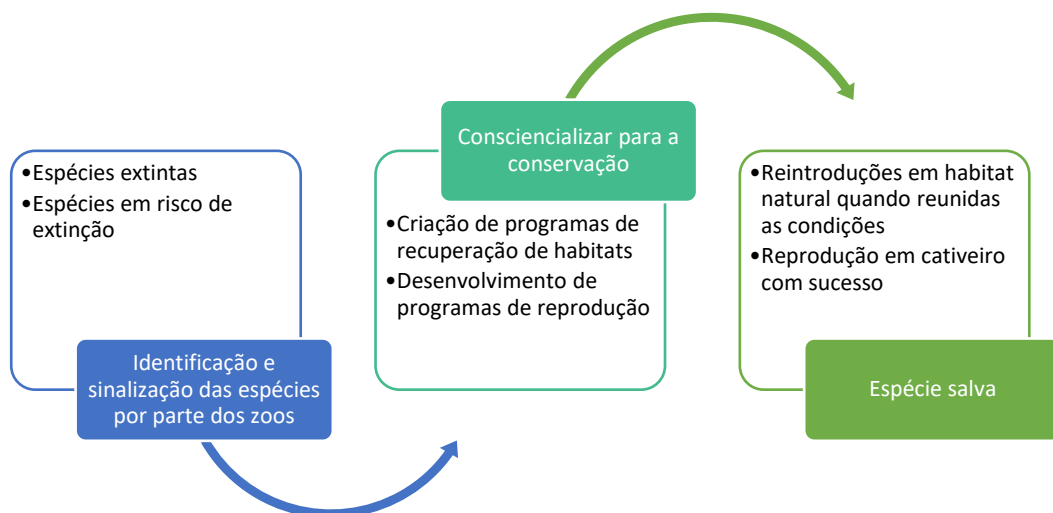 •Espécies extintas
•Espécies em risco de
extinção
Identificação e
sinalização das espécies
por parte dos zoos
Consciencializar para a
conservação
•Criação de programas de
recuperação de habitats
•Desenvolvimento de
programas de reprodução
•Reintroduções em habitat
natural quando reunidas
as condições
•Reprodução em cativeiro
com sucesso
Espécie salva